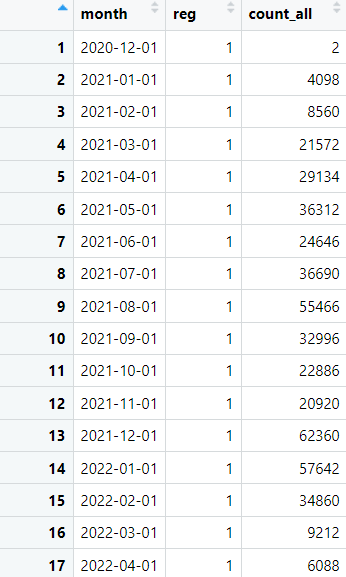 month reg count_all
1 2020-12-01 1 2
2 2021-01-01 1 4098
3 2021-02-01 1 8560
4 2021-03-01 1 21572
5 2021-04-01 1 29134
6 2021-05-01 1 36312
7 2021-06-01 1 24646
8 2021-07-01 1 36690
9 2021-08-01 1 55466
10 2021-09-01 1 32996
11 2021-10-01 1 22886
12 2021-11-01 1 20920
13 2021-12-01 1 62360
14 2022-01-01 1 57642
15 2022-02-01 1 34860
16 2022-03-01 1 9212
17 2022-04-01 1 6088